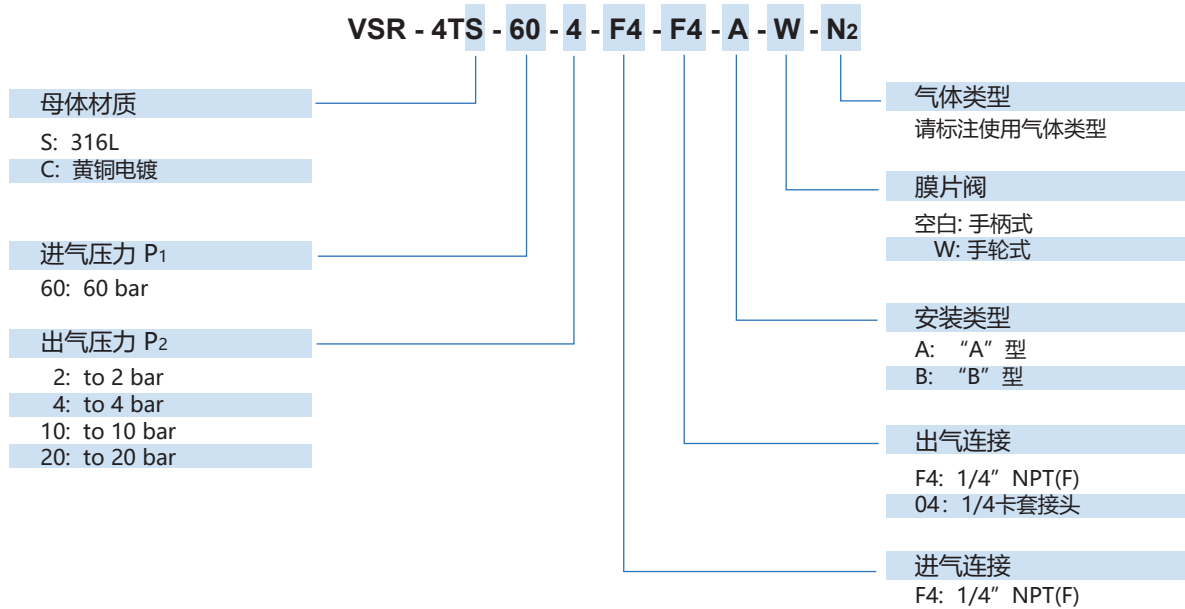 VSR - 4TS - 60 - 4 - F4 - F4 - A - W - N2
母体材质
S: 316L
C: 黄铜电镀
进气压力 P1
60: 60 bar
出气压力 P2
2: to 2 bar
4: to 4 bar
10: to 10 bar
20: to 20 bar
气体类型
请标注使用气体类型
膜片阀
空白: 手柄式
W: 手轮式
安装类型
A: “A”型
B: “B”型
出气连接
F4: 1/4” NPT(F)
04: 1/4卡套接头
进气连接
F4: 1/4” NPT(F)